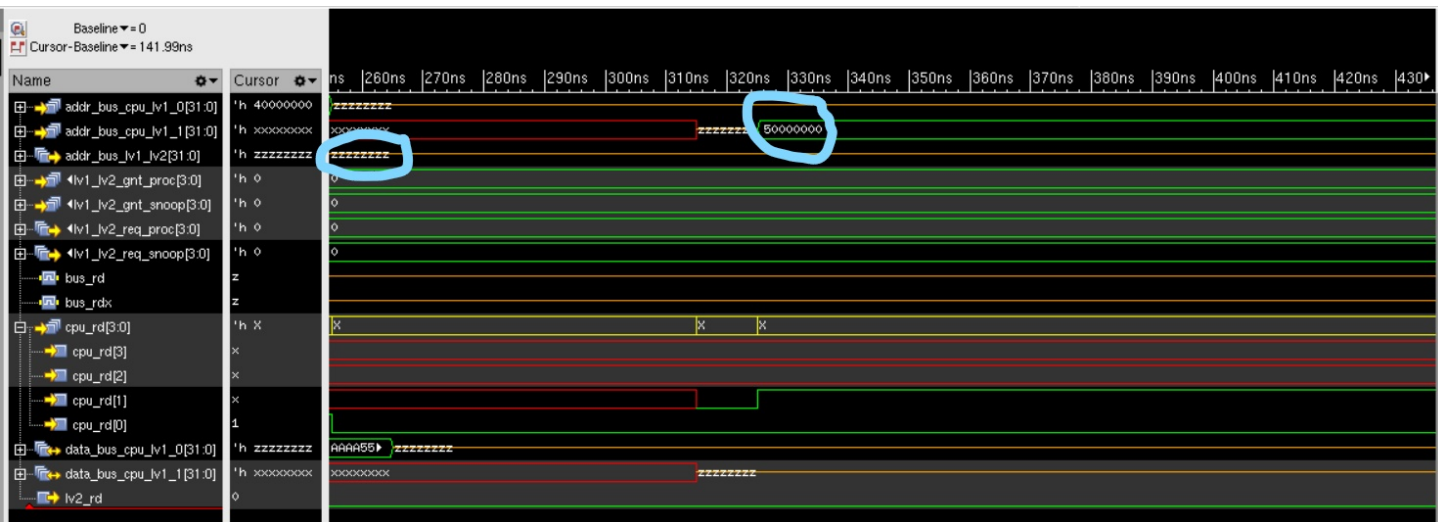 Baseline▼= 0
Cursor-Baseline▼= 141.99ns
Name Cursor ns |260ns |270ns |280ns |290ns |300ns |310ns |320ns |330ns |340ns |350ns |360ns |370ns |380ns |390ns |400ns |410ns |420ns |430
addr_bus_cpu_lv1_0[31:0] 'h 40000000 zzzzzzzz
addr_bus_cpu_lv1_1[31:0] 'h xxxxxxxx xxxxxxxx zzzzzzz 50000000
addr_bus_lv1_lv2[31:0] 'h zzzzzzzz zzzzzzzz
lv1_lv2_gnt_proc[3:0] 'h 0 0
lv1_lv2_gnt_snoop[3:0] 'h 0 0
lv1_lv2_req_proc[3:0] 'h 0 0
lv1_lv2_req_snoop[3:0] 'h 0 0
bus_rd z
bus_rdx z
cpu_rd[3:0] 'h X X X X
cpu_rd[3] x
cpu_rd[2] x
cpu_rd[1] x
cpu_rd[0] 1
data_bus_cpu_lv1_0[31:0] 'h zzzzzzzz AAAA55 zzzzzzzz
data_bus_cpu_lv1_1[31:0] 'h xxxxxxxx xxxxxxxx zzzzzzzz
lv2_rd 0